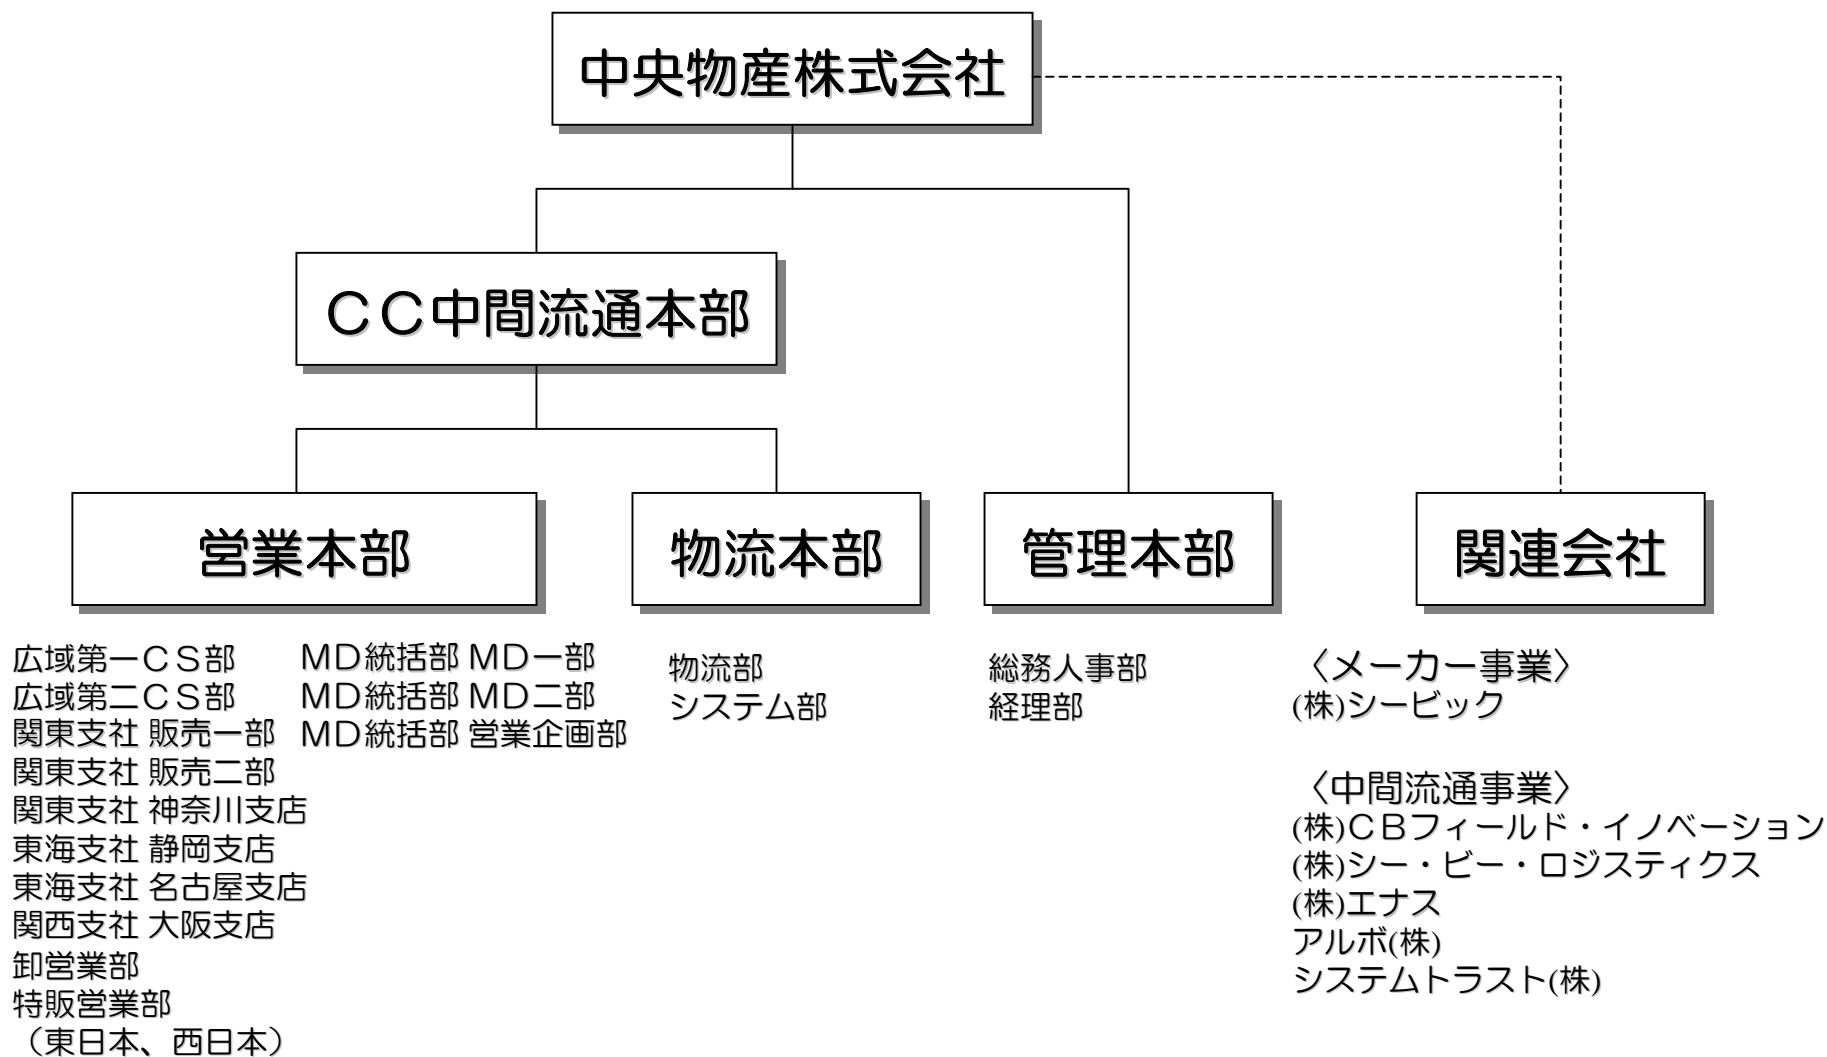 中央物産株式会社
ＣＣ中間流通本部
営業本部
物流本部
管理本部
関連会社
広域第一ＣＳ部
広域第二ＣＳ部
関東支社 販売一部
関東支社 販売二部
関東支社 神奈川支店
東海支社 静岡支店
東海支社 名古屋支店
関西支社 大阪支店
卸営業部
特販営業部
（東日本、西日本）
ＭＤ統括部 ＭＤ一部
ＭＤ統括部 ＭＤ二部
ＭＤ統括部 営業企画部
物流部
システム部
総務人事部
経理部
〈メーカー事業〉
(株)シービック
〈中間流通事業〉
(株)ＣＢフィールド・イノベーション
(株)シー・ビー・ロジスティクス
(株)エナス
アルボ(株)
システムトラスト(株)